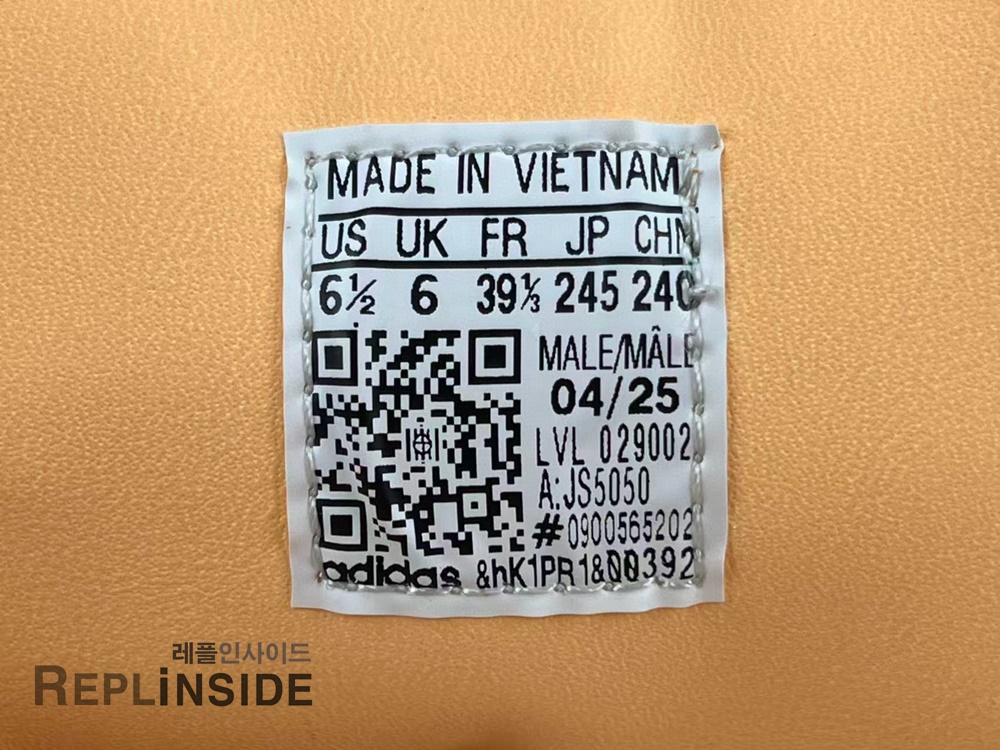 MADE IN VIETNAM
US UK FR JP CHN
6½ 6 39⅓ 245 240
MALE/MÂLE
04/25
LVL 029002
A:JS5050
#0900565202
adidas &hK1PR1&00392
레플인사이드
REPLiNSIDE